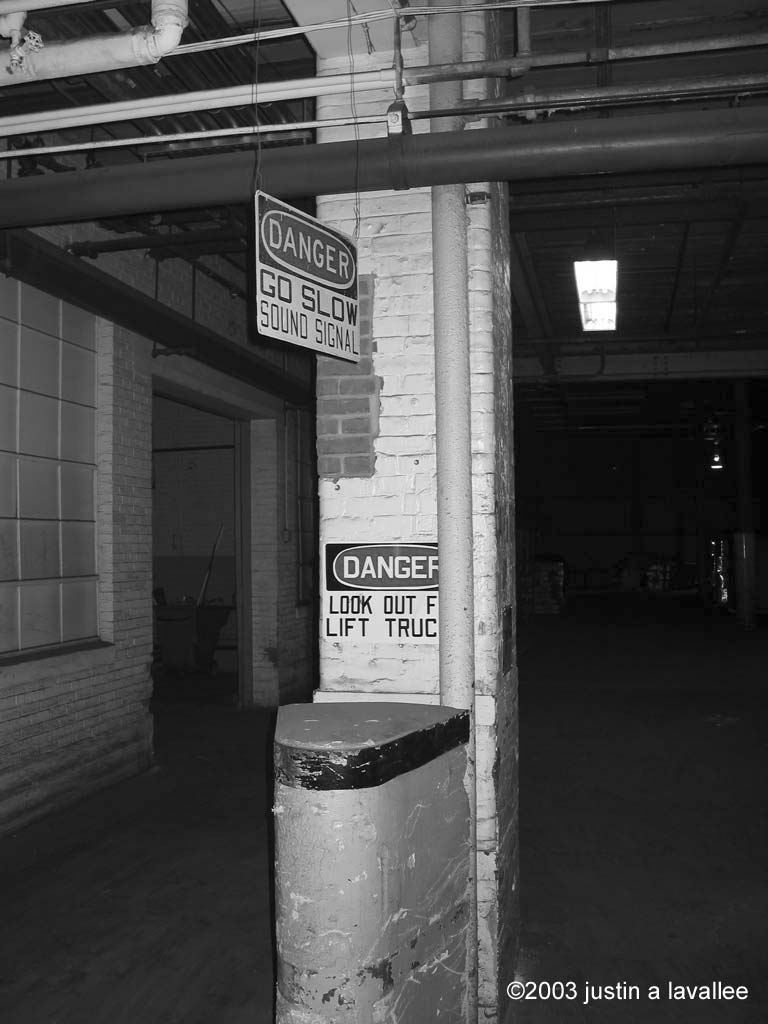 DANGER
GO SLOW
SOUND SIGNAL
DANGER
LOOK OUT F
LIFT TRUC
©2003 justin a lavallee